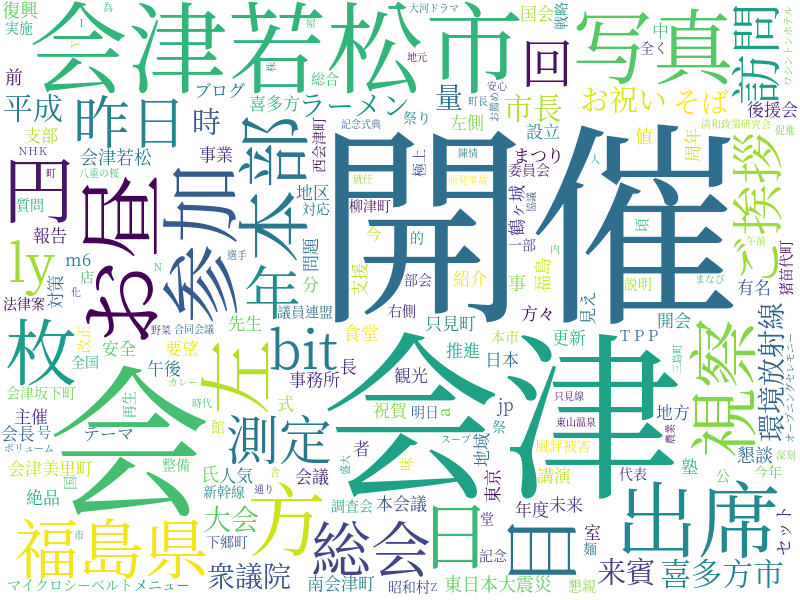 復興
実施
Y
1
為
屋
大河ドラマ
国会
戦略
中
全く
ワシントンホテル
会津若松市
写真
訪問
回
前
ブログ
株
総合
地元
平成
昨日
時
喜多方
ラーメン
量
町長
安心
お勧め
市長
お祝い
そば
後援会
支部
NHK
町
会津若松
八重の桜
事業
西会津町
記念式典
祭り
左側
設立
陳情
まつり
清和政策研究会
促進
値
周年
人
円
お昼
参加
本部
開催
ご挨拶
質問
報告
地区
対応
就任
極上
柳津町
原発事故
委員会
協議
鶴ヶ城
一部
午前
ly
m6
店
法律案
対策
化
N
選手
年
問題
分
今
支援
的
部会
紹介
内
事
福島
頃
説明
まなび
猪苗代町
有名
枚
野菜
合同会議
改正
全国
安全
先生
bit
議員連盟
右側
食堂
只見町
方々
更新
見え
本市
TPP
開会
三島町
視察
環境放射線
オープニングセレモニー
会津坂下町
再生
カレー
午後
要望
左
事務所
長
推進
日本
観光
会津
只見線
東山温泉
農業
地方
深刻
主催
会長
号
テーマ
ボリューム
時代
館
式
祝賀
明日
a
jp
祭
会
測定
者
地域
風評被害
懇談
今年
会津美里町
整備
氏
人気
盛大
スープ
味
東京
講演
代表
塾
公
絶品
国
新幹線
通り
会議
合
調査会
本会議
年度
未来
セット
福島県
市
方
大会
総会
日
堂
目
室
麺
出席
下郷町
記念
来賓
喜多方市
マイクロシーベルト
メニュー
衆議院
南会津町
昭和村
z
東日本大震災
懇親